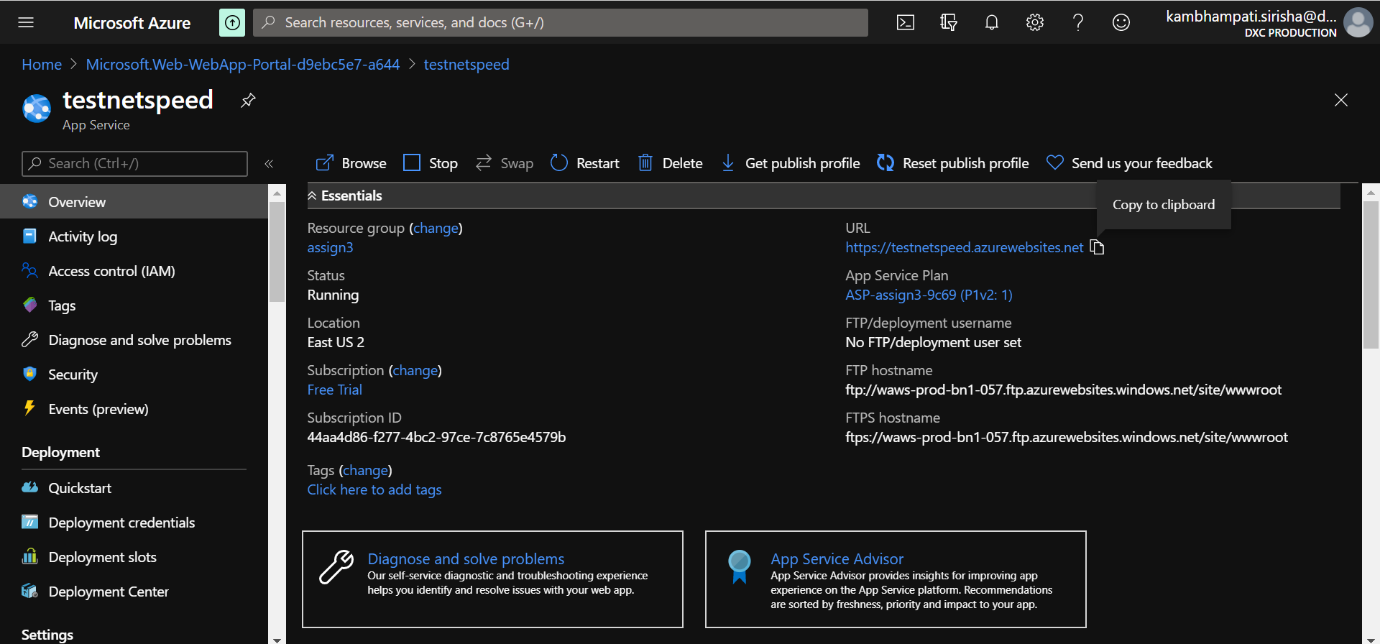 Microsoft Azure
Search resources, services, and docs (G+/)
kambhampati.sirisha@d...
DXC PRODUCTION
Home > Microsoft.Web-WebApp-Portal-d9ebc5e7-a644 > testnetspeed
testnetspeed
App Service
Search (Ctrl+/)
«
Browse Stop Swap Restart Delete Get publish profile Reset publish profile Send us your feedback
Copy to clipboard
Overview
Activity log
Access control (IAM)
Tags
Diagnose and solve problems
Security
Events (preview)
Deployment
Quickstart
Deployment credentials
Deployment slots
Deployment Center
Settings
Essentials
Resource group (change)
assign3
Status
Running
Location
East US 2
Subscription (change)
Free Trial
Subscription ID
44aa4d86-f277-4bc2-97ce-7c8765e4579b
Tags (change)
Click here to add tags
URL
https://testnetspeed.azurewebsites.net
App Service Plan
ASP-assign3-9c69 (P1v2: 1)
FTP/deployment username
No FTP/deployment user set
FTP hostname
ftp://waws-prod-bn1-057.ftp.azurewebsites.windows.net/site/wwwroot
FTPS hostname
ftps://waws-prod-bn1-057.ftp.azurewebsites.windows.net/site/wwwroot
Diagnose and solve problems
Our self-service diagnostic and troubleshooting experience
helps you identify and resolve issues with your web app.
App Service Advisor
App Service Advisor provides insights for improving app
experience on the App Service platform. Recommendations
are sorted by freshness, priority and impact to your app.